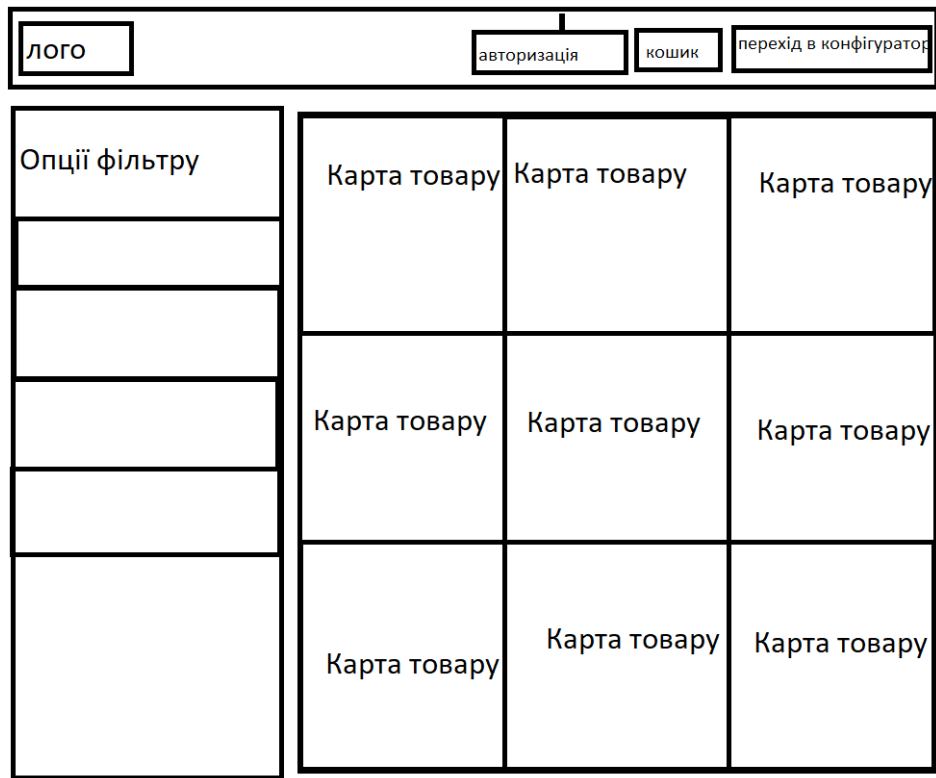 лого
авторизація
кошик
перехід в конфігуратор
Опції фільтру
Карта товару
Карта товару
Карта товару
Карта товару
Карта товару
Карта товару
Карта товару
Карта товару
Карта товару